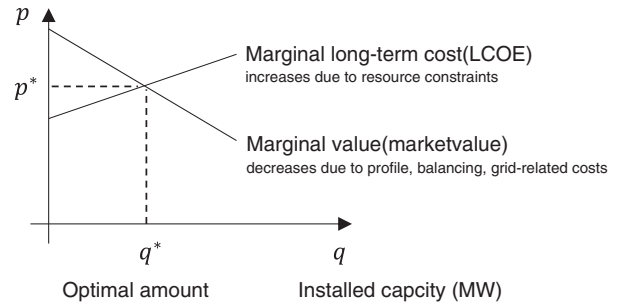 p
Marginal long-term cost(LCOE)
increases due to resource constraints
p*
Marginal value(marketvalue)
decreases due to profile, balancing, grid-related costs
q* q
Optimal amount Installed capcity (MW)